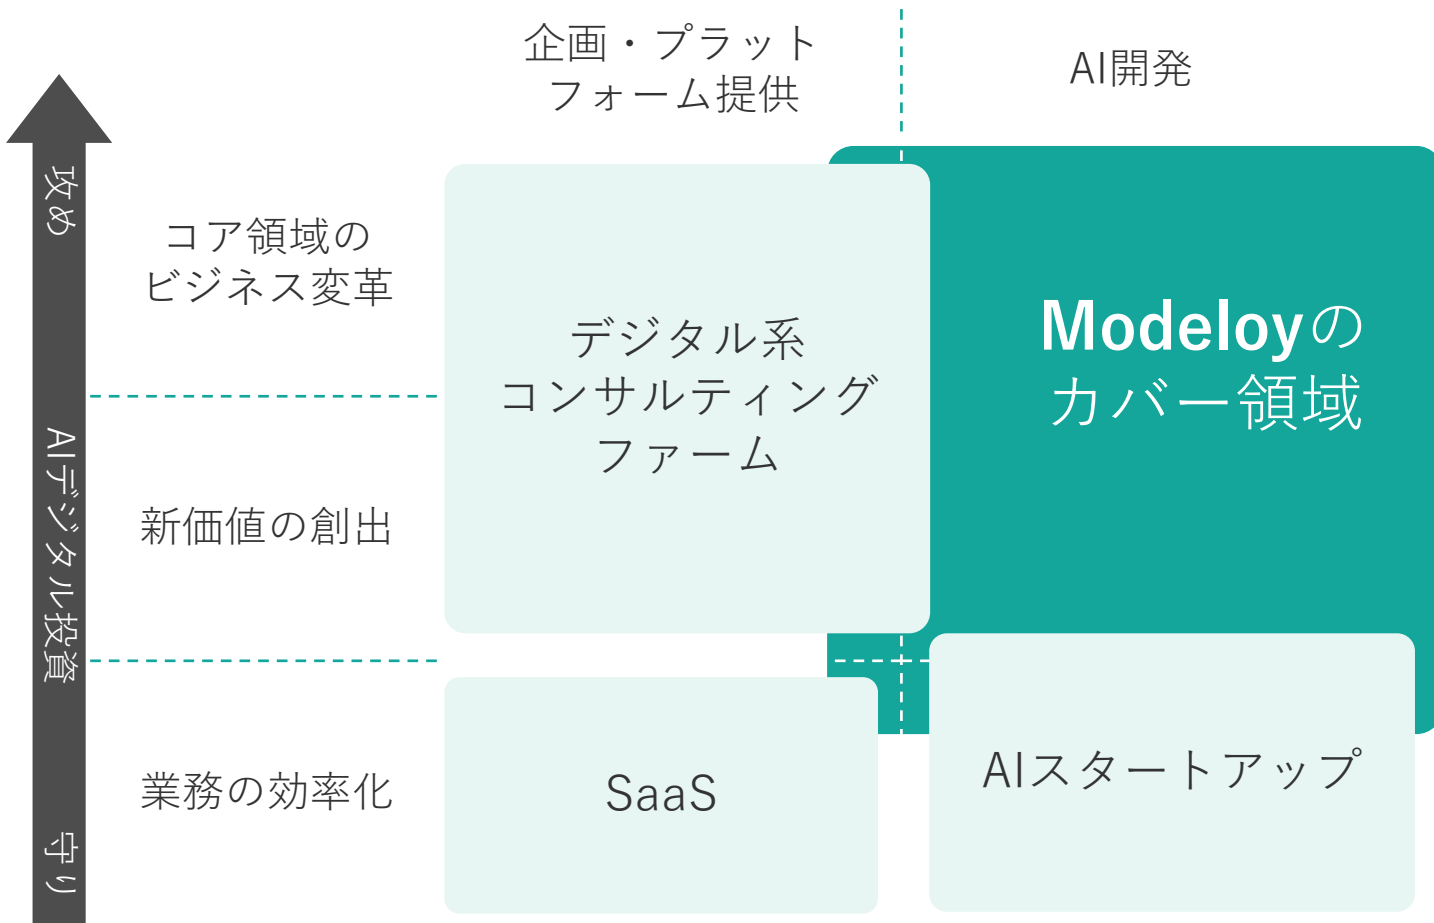 企画・プラット
フォーム提供
AI開発
攻め
AIデジタル投資
守り
コア領域の
ビジネス変革
新価値の創出
業務の効率化
デジタル系
コンサルティング
ファーム
Modeloyの
カバー領域
SaaS
AIスタートアップ